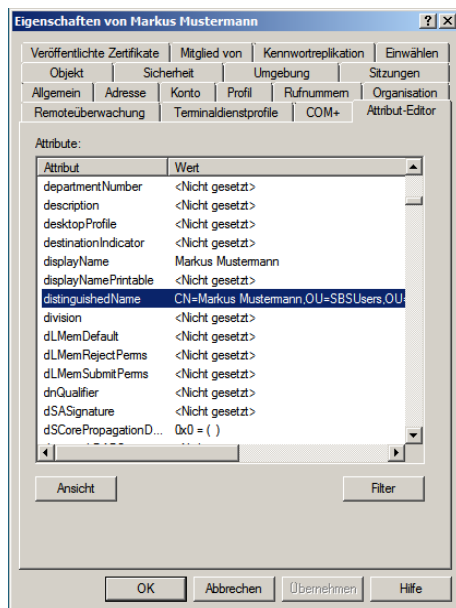 Eigenschaften von Markus Mustermann
Veröffentlichte Zertifikate Mitglied von Kennwortreplikation Einwählen
Objekt Sicherheit Umgebung Sitzungen
Allgemein Adresse Konto Profil Rufnummern Organisation
Remoteüberwachung Terminaldienstprofile COM+ Attribut-Editor
Attribute:
Attribut Wert
departmentNumber <Nicht gesetzt>
description <Nicht gesetzt>
desktopProfile <Nicht gesetzt>
destinationIndicator <Nicht gesetzt>
displayName Markus Mustermann
displayNamePrintable <Nicht gesetzt>
distinguishedName CN=Markus Mustermann,OU=SBSUsers,OU=
division <Nicht gesetzt>
dLMemDefault <Nicht gesetzt>
dLMemRejectPerms <Nicht gesetzt>
dLMemSubmitPerms <Nicht gesetzt>
dnQualifier <Nicht gesetzt>
dSASignature <Nicht gesetzt>
dSCorePropagationD... 0x0 = ( )
Ansicht Filter
OK Abbrechen Übernehmen Hilfe